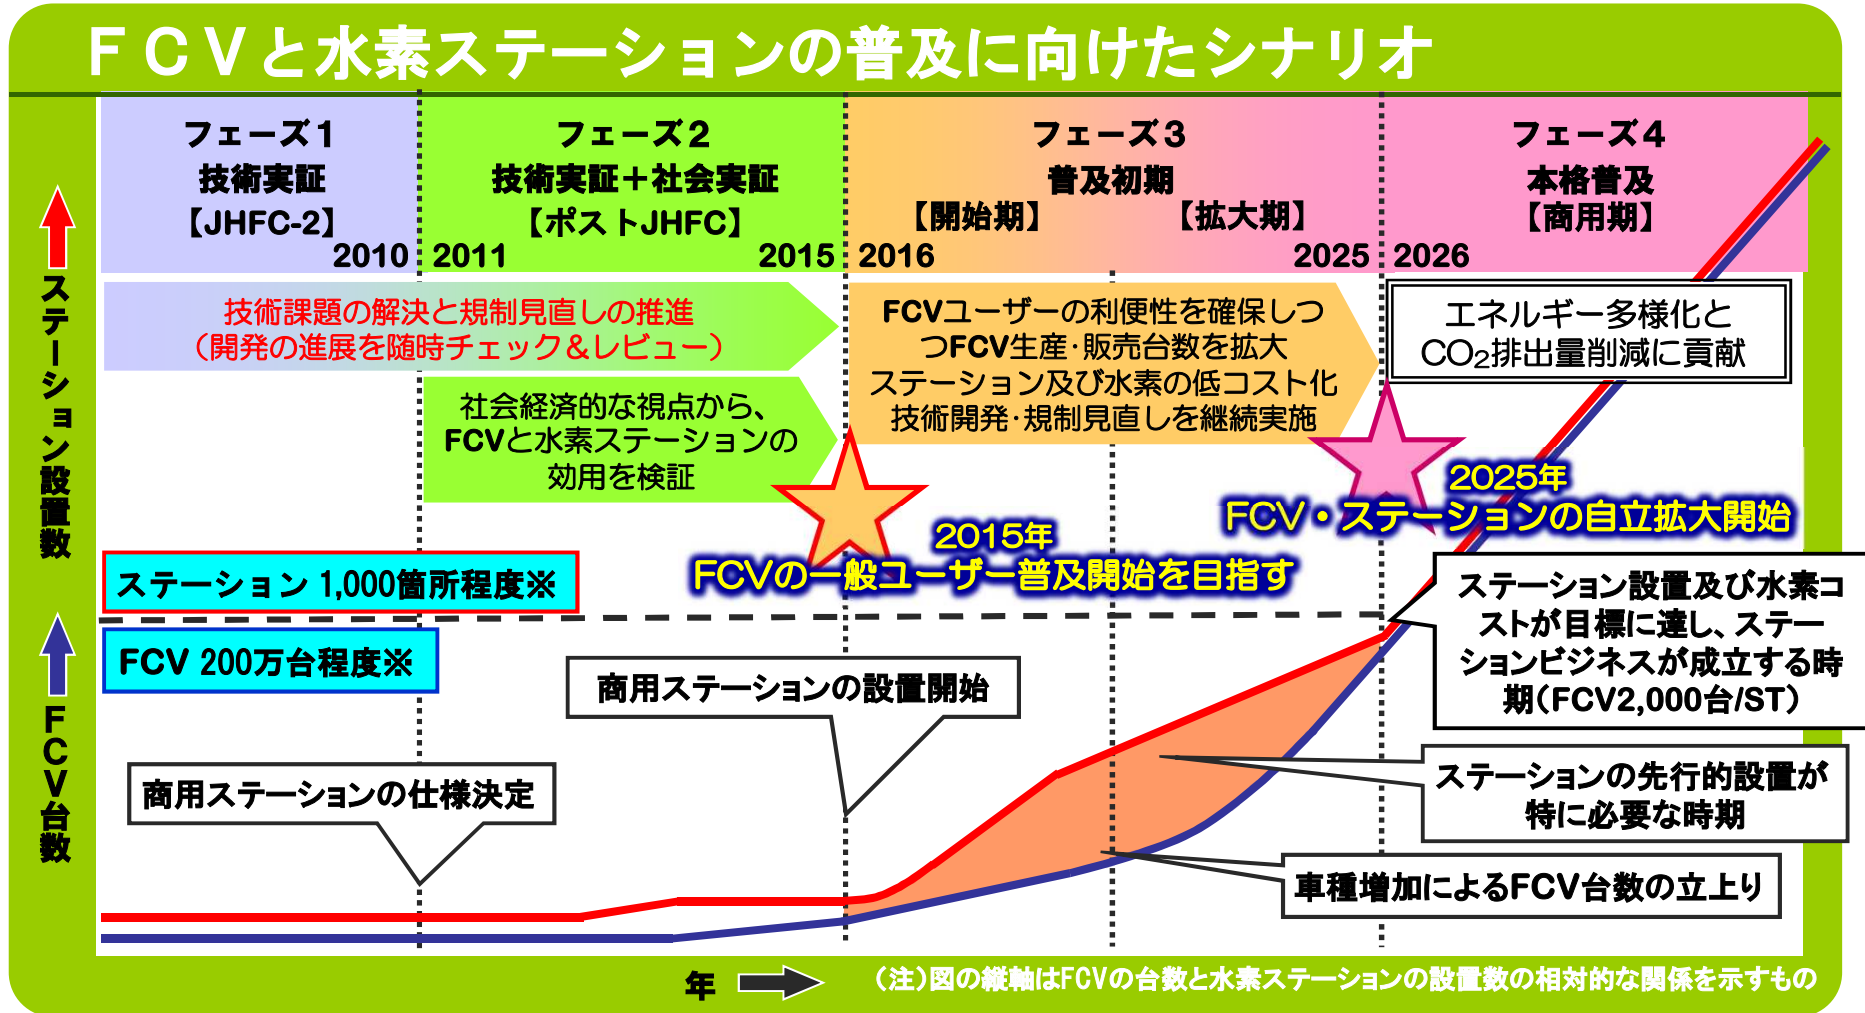 FCVと水素ステーションの普及に向けたシナリオ
フェーズ1
技術実証
【JHFC-2】
2010
フェーズ2
技術実証＋社会実証
【ポストJHFC】
2011
2015
フェーズ3
普及初期
【開始期】
【拡大期】
2016
2025
フェーズ4
本格普及
【商用期】
2026
技術課題の解決と規制見直しの推進
（開発の進展を随時チェック＆レビュー）
社会経済的な視点から、
FCVと水素ステーションの
効用を検証
FCVユーザーの利便性を確保しつ
つFCV生産・販売台数を拡大
ステーション及び水素の低コスト化
技術開発・規制見直しを継続実施
エネルギー多様化と
CO₂排出量削減に貢献
ステーション設置数
2015年
FCVの一般ユーザー普及開始を目指す
2025年
FCV・ステーションの自立拡大開始
ステーション 1,000箇所程度※
FCV 200万台程度※
FCV台数
商用ステーションの仕様決定
商用ステーションの設置開始
ステーション設置及び水素コ
ストが目標に達し、ステー
ションビジネスが成立する時
期（FCV2,000台/ST）
ステーションの先行的設置が
特に必要な時期
車種増加によるFCV台数の立上り
年
（注）図の縦軸はFCVの台数と水素ステーションの設置数の相対的な関係を示すもの